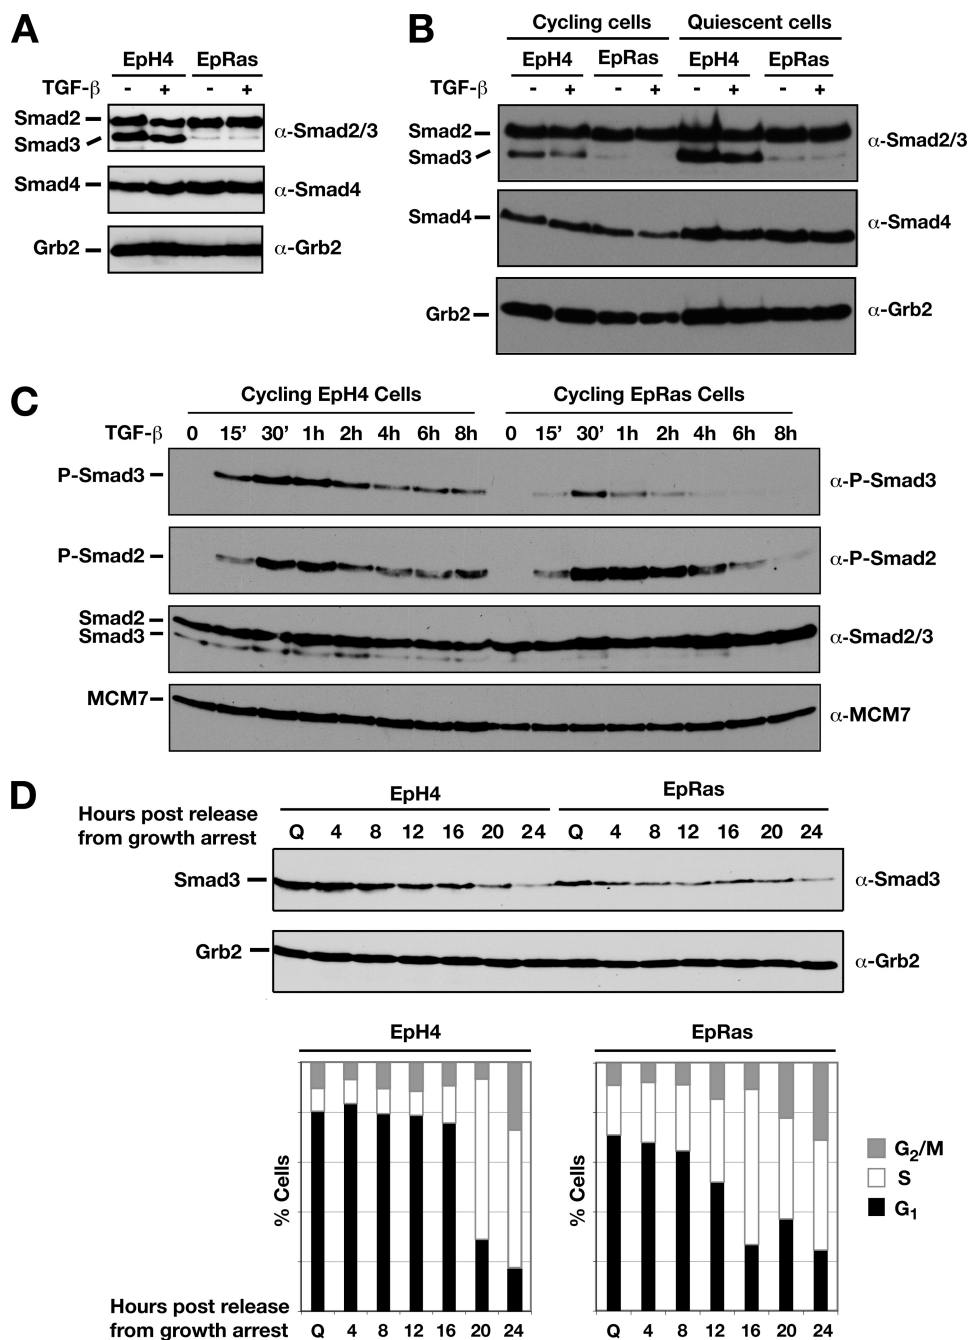 A
EpH4 EpRas
TGF-β - + - +
Smad2
Smad3
α-Smad2/3
Smad4 α-Smad4
Grb2 α-Grb2
B
Cycling cells Quiescent cells
EpH4 EpRas EpH4 EpRas
TGF-β - + - + - + - +
Smad2
Smad3
α-Smad2/3
Smad4 α-Smad4
Grb2 α-Grb2
C
Cycling EpH4 Cells Cycling EpRas Cells
TGF-β 0 15’ 30’ 1h 2h 4h 6h 8h 0 15’ 30’ 1h 2h 4h 6h 8h
P-Smad3 α-P-Smad3
P-Smad2 α-P-Smad2
Smad2
Smad3
α-Smad2/3
MCM7 α-MCM7
D
EpH4 EpRas
Hours post release
from growth arrest Q 4 8 12 16 20 24 Q 4 8 12 16 20 24
Smad3 α-Smad3
Grb2 α-Grb2
EpH4 EpRas
% Cells % Cells
G2/M
S
G1
Hours post release
from growth arrest Q 4 8 12 16 20 24 Q 4 8 12 16 20 24